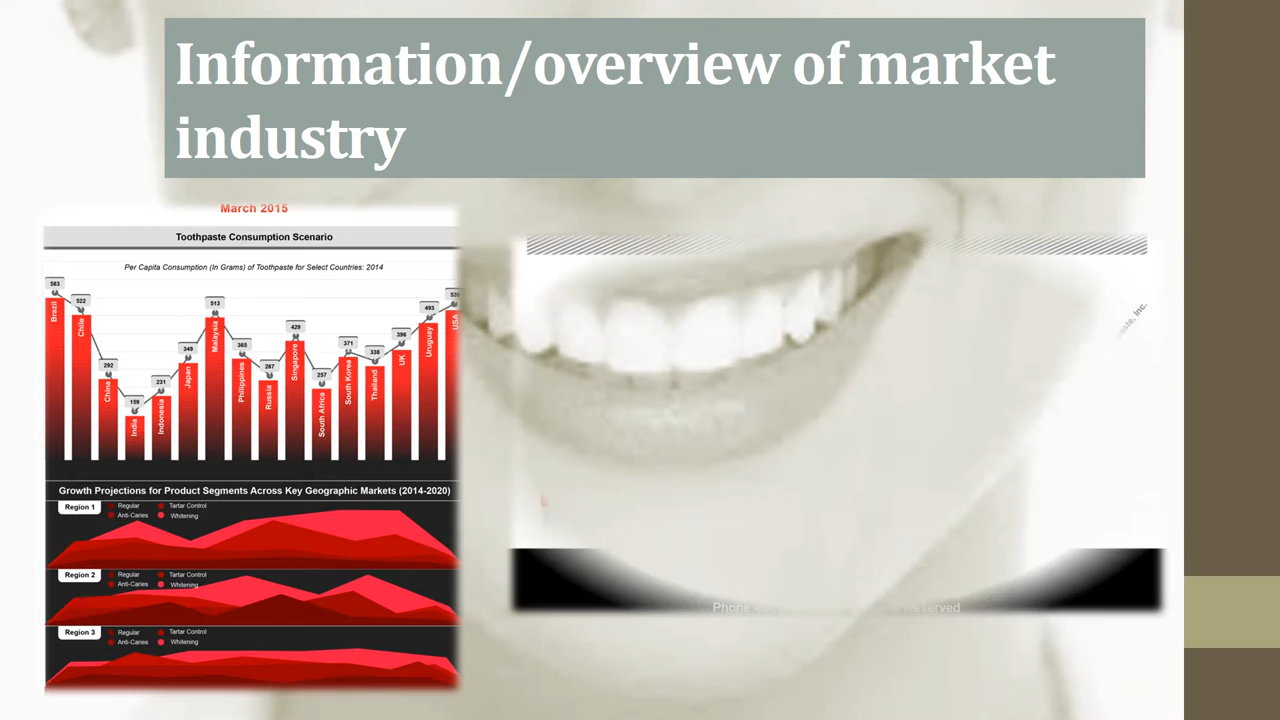 Information/overview of market
industry
March 2015
Toothpaste Consumption Scenario
Per Capita Consumption (In Grams) of Toothpaste for Select Countries: 2014
583
522
292
159
231
349
513
365
267
429
257
371
338
396
493
Brazil
Chile
China
India
Indonesia
Japan
Malaysia
Philippines
Russia
Singapore
South Africa
South Korea
Thailand
UK
Uruguay
USA
Growth Projections for Product Segments Across Key Geographic Markets (2014-2020)
Region 1
Regular
Tartar Control
Anti-Caries
Whitening
Region 2
Regular
Tartar Control
Anti-Caries
Whitening
Region 3
Regular
Tartar Control
Anti-Caries
Whitening
Inc.
Phone